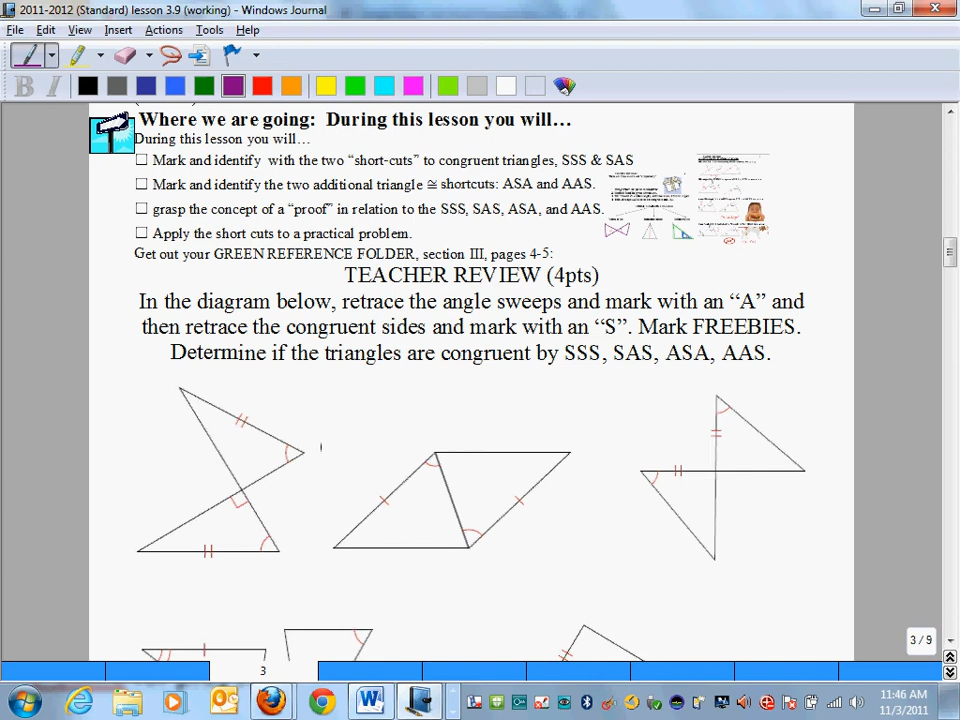 2011-2012 (Standard) lesson 3.9 (working) - Windows Journal
File Edit View Insert Actions Tools Help
B I
Where we are going: During this lesson you will…
During this lesson you will…
Mark and identify with the two “short-cuts” to congruent triangles, SSS & SAS
Mark and identify the two additional triangle ≅ shortcuts: ASA and AAS.
grasp the concept of a “proof” in relation to the SSS, SAS, ASA, and AAS.
Apply the short cuts to a practical problem.
Get out your GREEN REFERENCE FOLDER, section III, pages 4-5:
TEACHER REVIEW (4pts)
In the diagram below, retrace the angle sweeps and mark with an “A” and
then retrace the congruent sides and mark with an “S”. Mark FREEBIES.
Determine if the triangles are congruent by SSS, SAS, ASA, AAS.
3 / 9
3
11:46 AM
11/3/2011